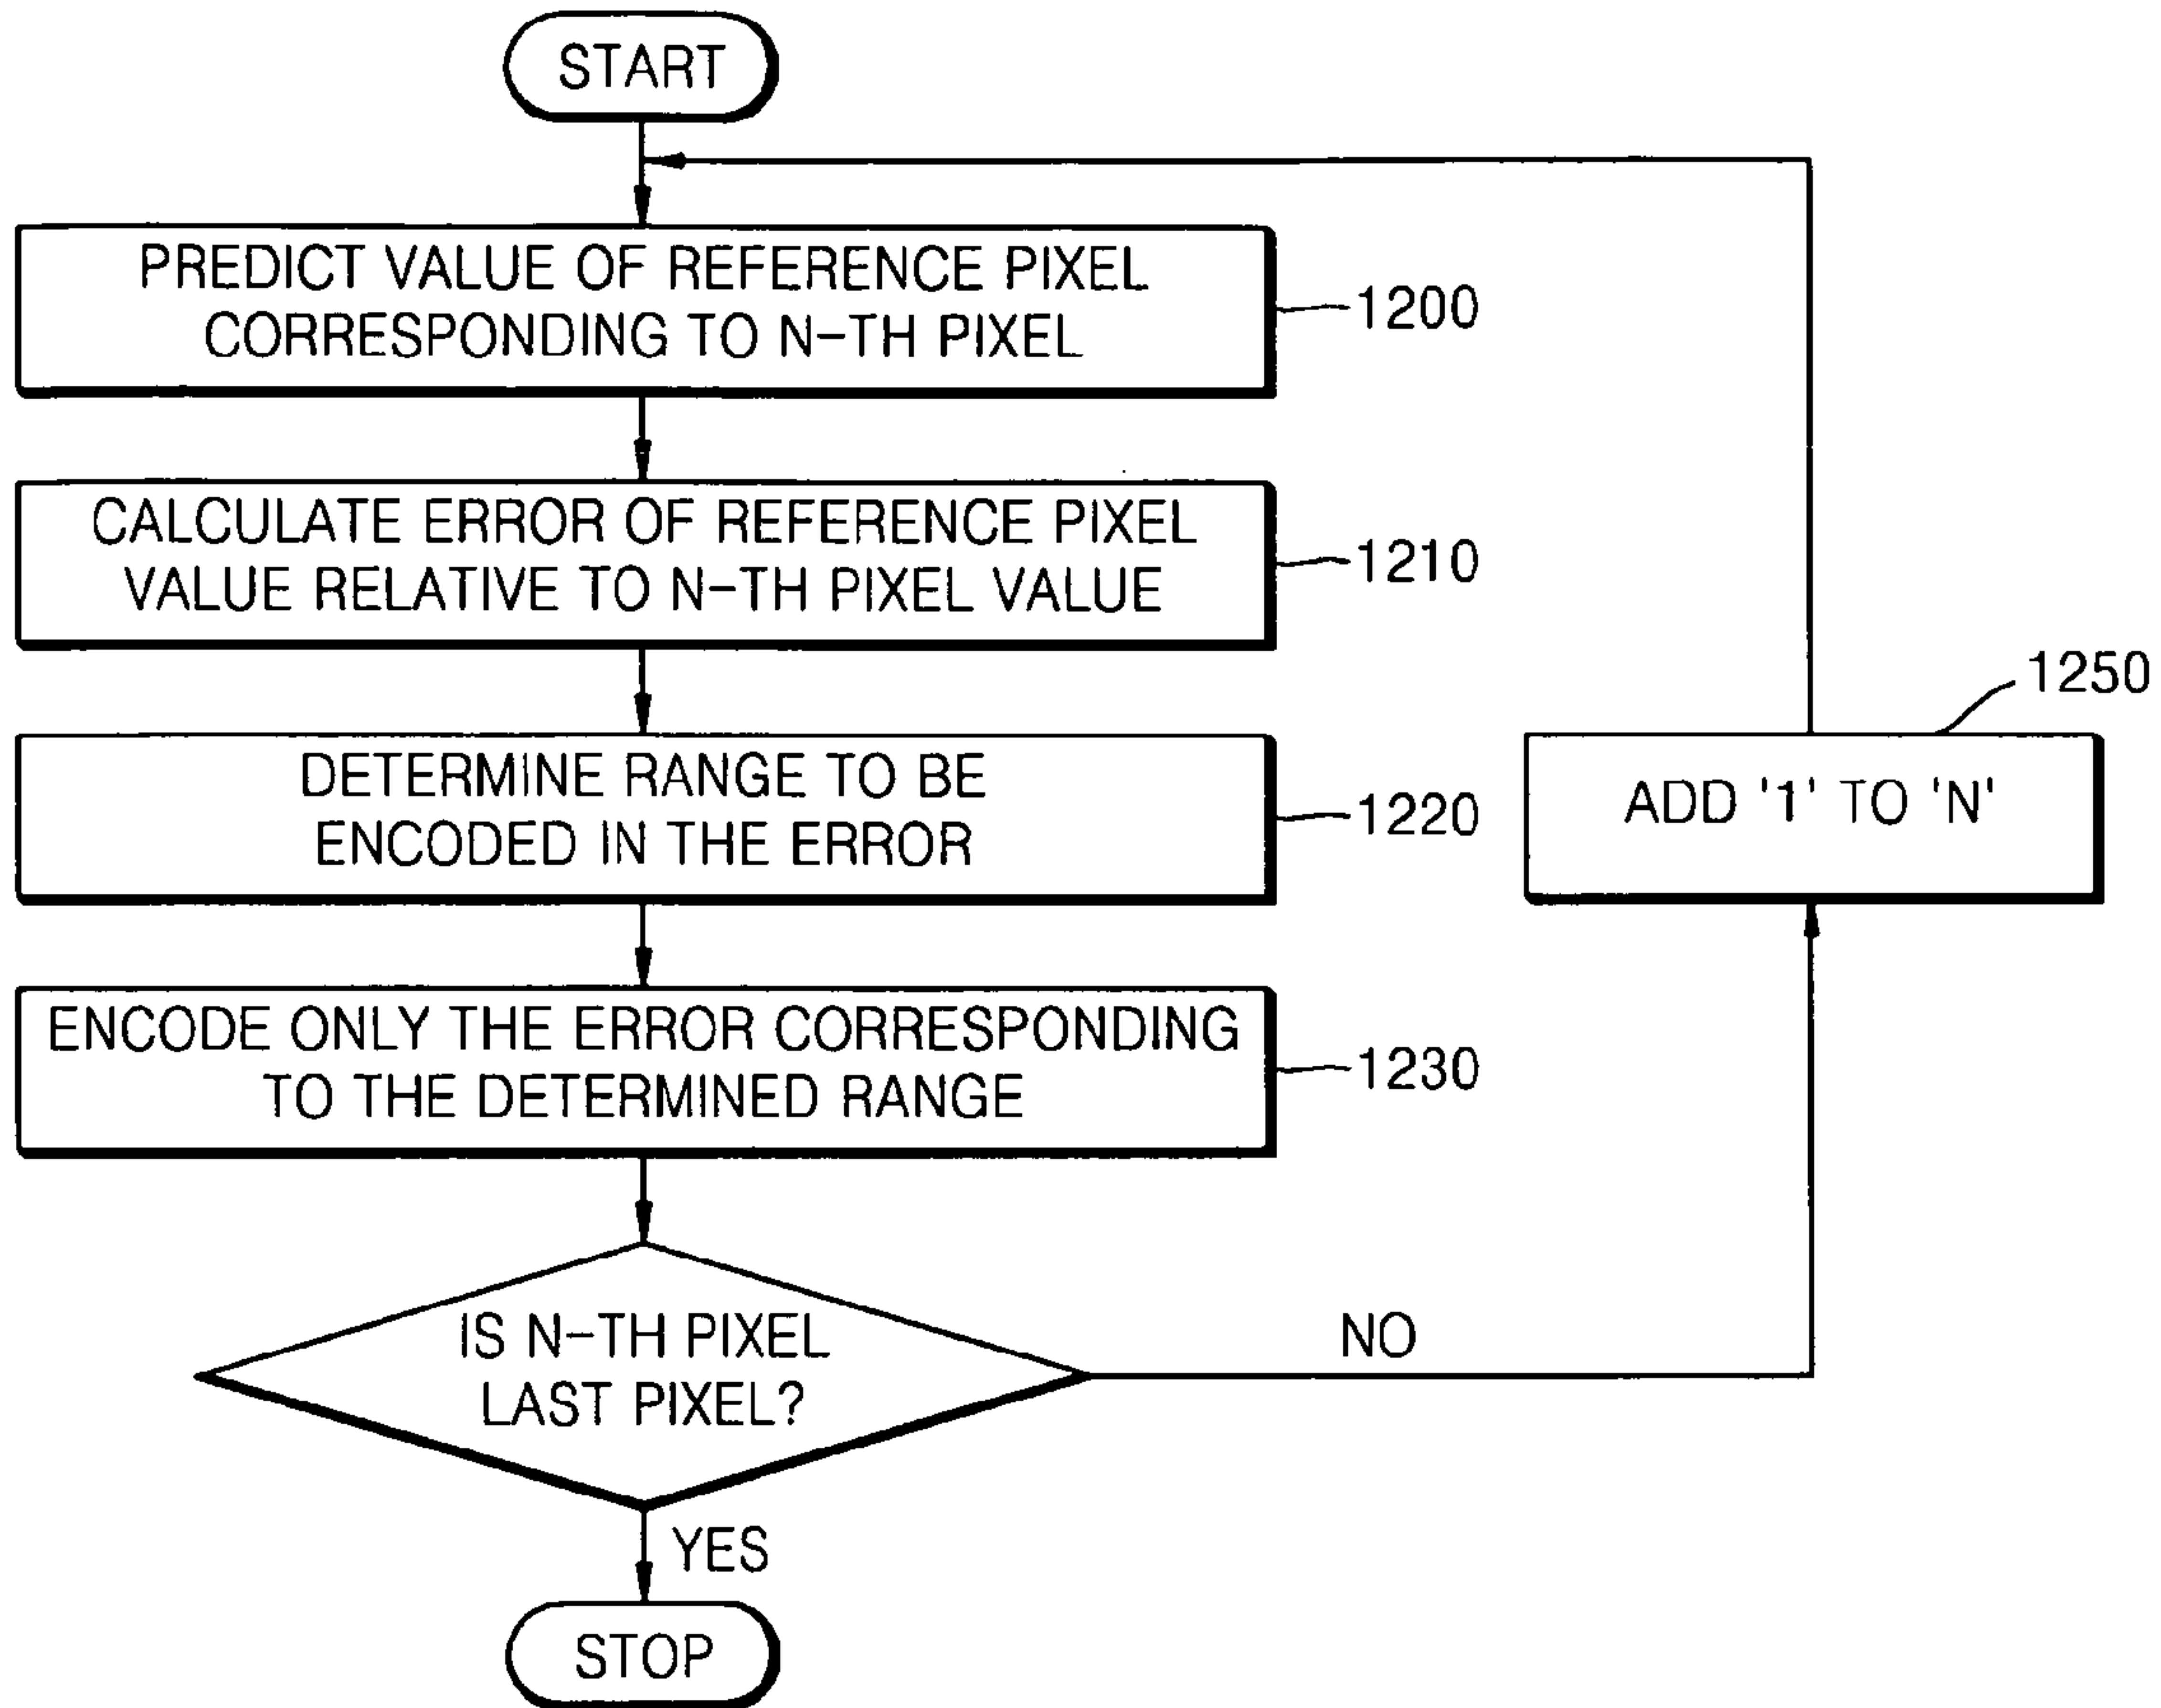 START
PREDICT VALUE OF REFERENCE PIXEL
CORRESPONDING TO N-TH PIXEL
1200
CALCULATE ERROR OF REFERENCE PIXEL
VALUE RELATIVE TO N-TH PIXEL VALUE
1210
DETERMINE RANGE TO BE
ENCODED IN THE ERROR
1220
1250
ADD '1' TO 'N'
ENCODE ONLY THE ERROR CORRESPONDING
TO THE DETERMINED RANGE
1230
IS N-TH PIXEL
LAST PIXEL?
NO
YES
STOP